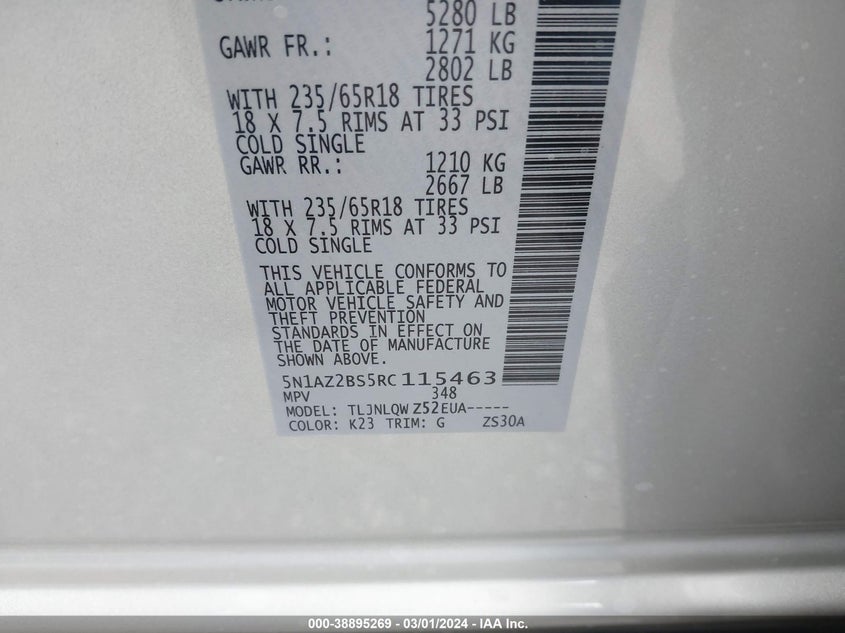 5280 LB
GAWR FR.: 1271 KG
2802 LB
WITH 235/65R18 TIRES
18 X 7.5 RIMS AT 33 PSI
COLD SINGLE
GAWR RR.: 1210 KG
2667 LB
WITH 235/65R18 TIRES
18 X 7.5 RIMS AT 33 PSI
COLD SINGLE
THIS VEHICLE CONFORMS TO
ALL APPLICABLE FEDERAL
MOTOR VEHICLE SAFETY AND
THEFT PREVENTION
STANDARDS IN EFFECT ON
THE DATE OF MANUFACTURE
SHOWN ABOVE.
5N1AZ2BS5RC115463
MPV 348
MODEL: TLJNLQW Z52EUA-----
COLOR: K23 TRIM: G ZS30A
000-38895269 - 03/01/2024 - IAA Inc.